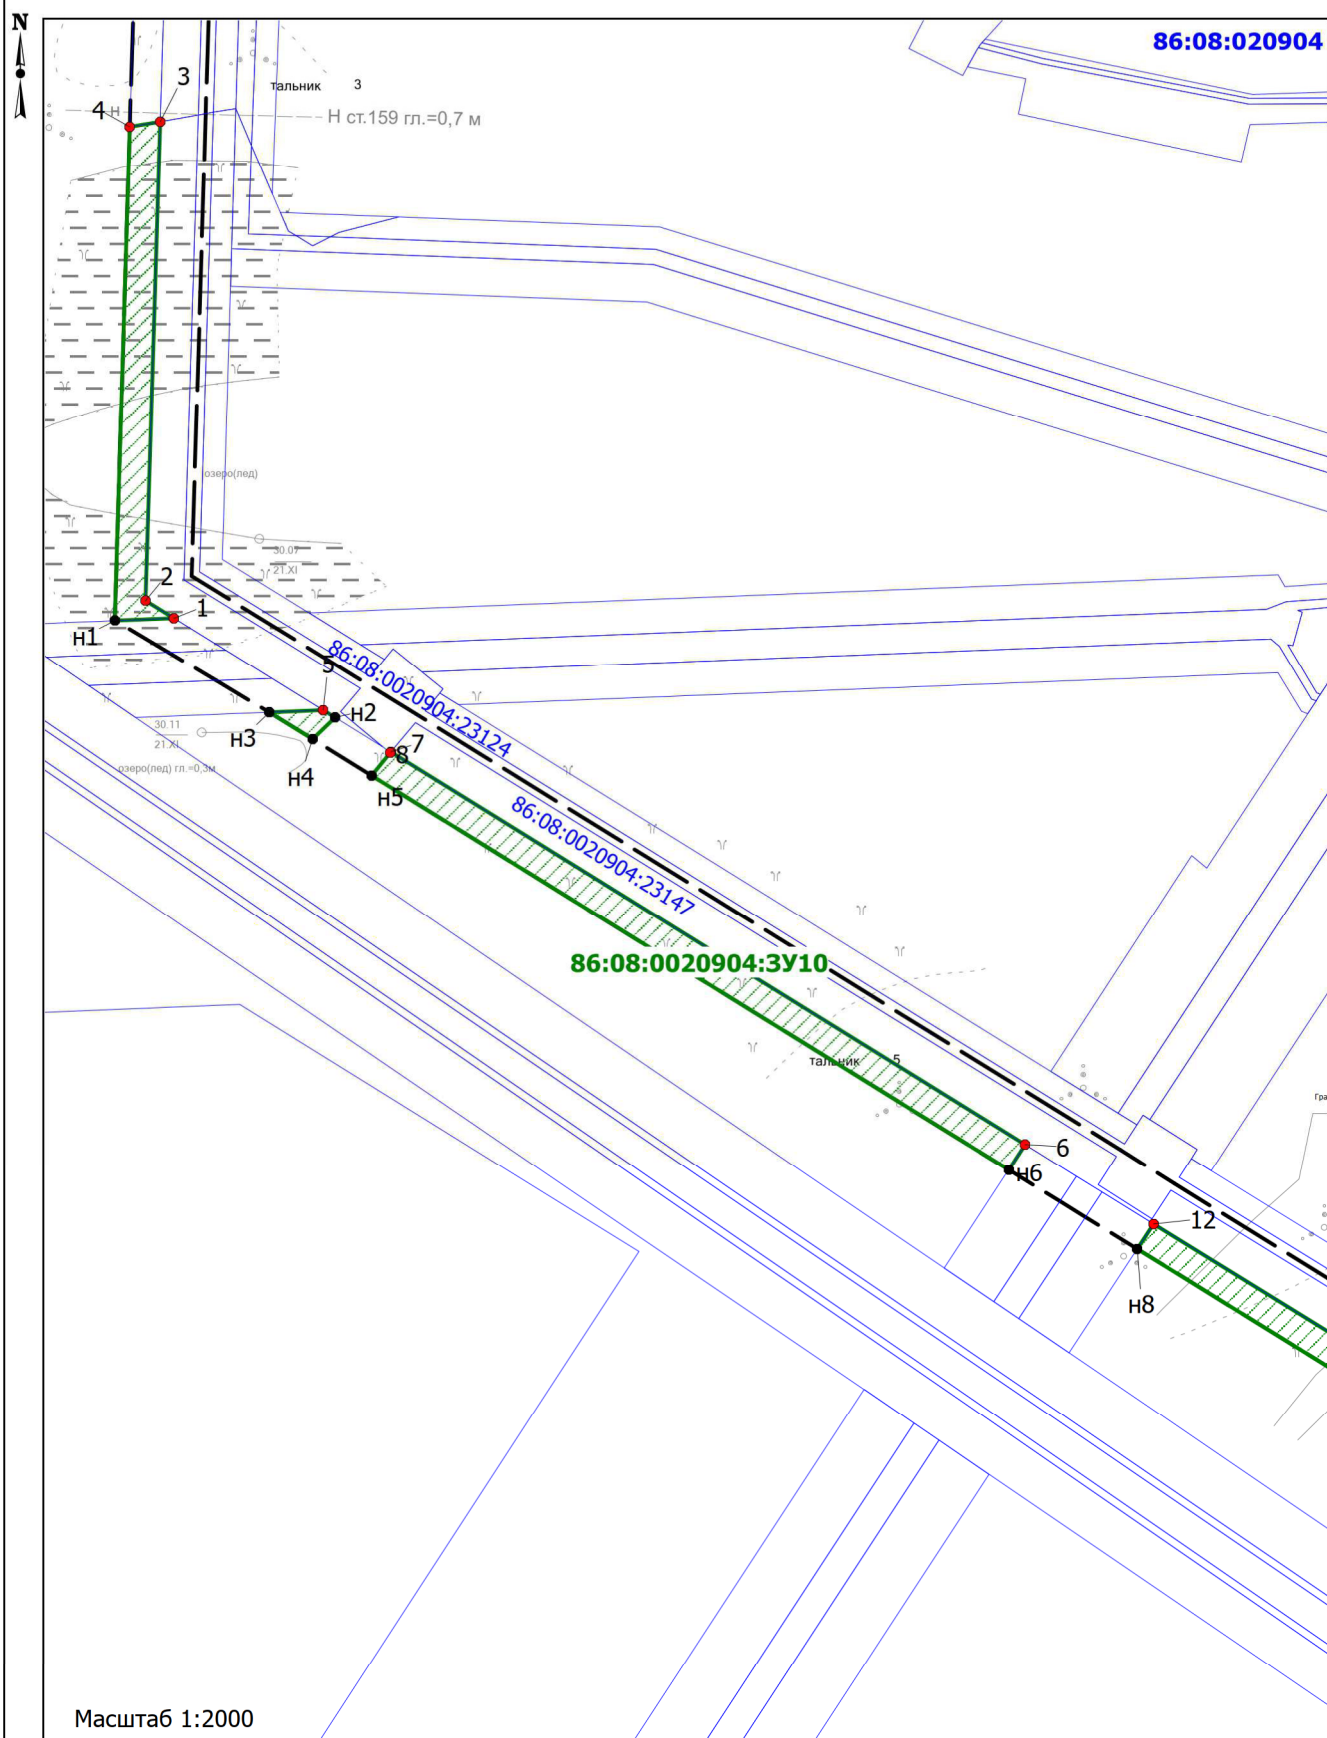 N
86:08:020904
3
тальник 3
4
Н
Н ст.159 гл.=0,7 м
озеро(лед)
30.07
21.XI
2
1
н1
86:08:0020904:23124
5
н2
н3
30.11
21.XI
7
8
н4
озеро(лед) гл.=0,3м
н5
86:08:0020904:23147
86:08:0020904:ЗУ10
тальник 5
Гра
6
н6
12
н8
Масштаб 1:2000